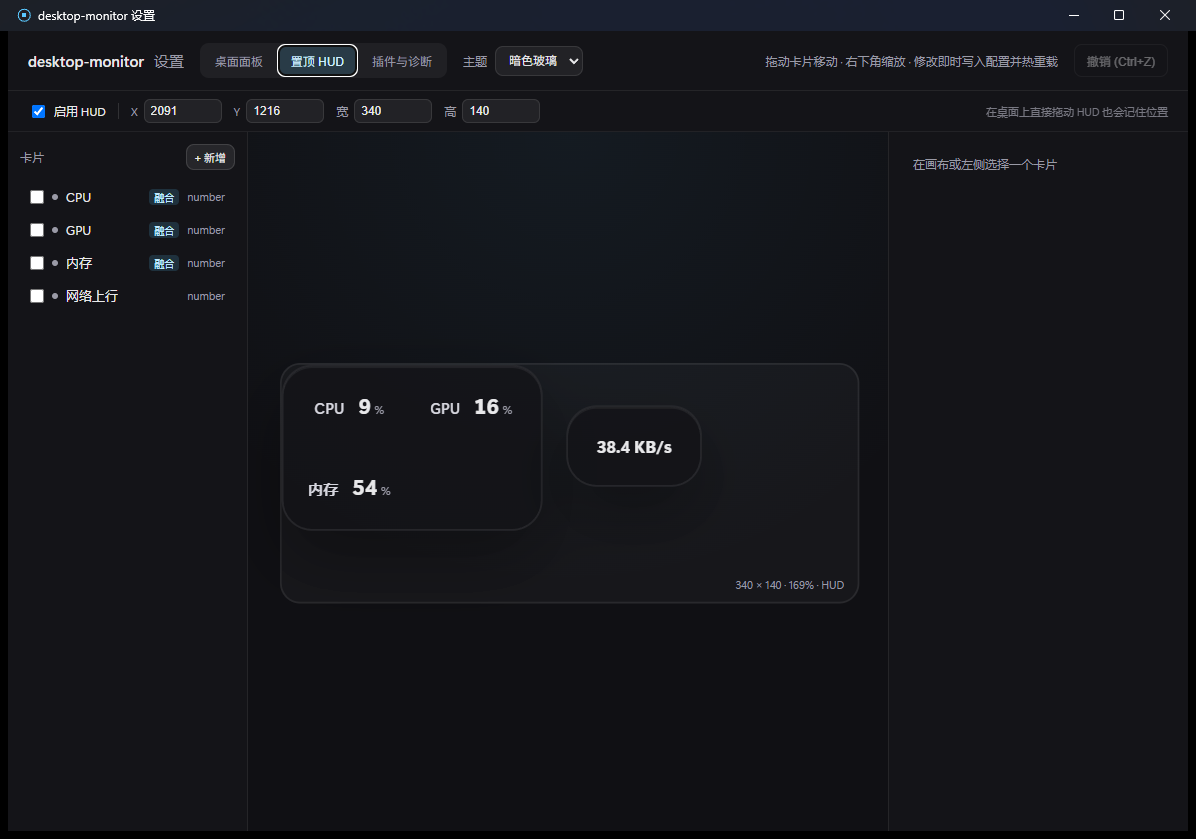 desktop-monitor 设置
desktop-monitor 设置 桌面面板 置顶 HUD 插件与诊断 主题 暗色玻璃 拖动卡片移动 · 右下角缩放 · 修改即时写入配置并热重载 撤销 (Ctrl+Z)
启用 HUD X 2091 Y 1216 宽 340 高 140 在桌面上直接拖动 HUD 也会记住位置
卡片 + 新增
CPU 融合 number
GPU 融合 number
内存 融合 number
网络上行 number
CPU 9 % GPU 16 %
38.4 KB/s
内存 54 %
340 × 140 · 169% · HUD
在画布或左侧选择一个卡片